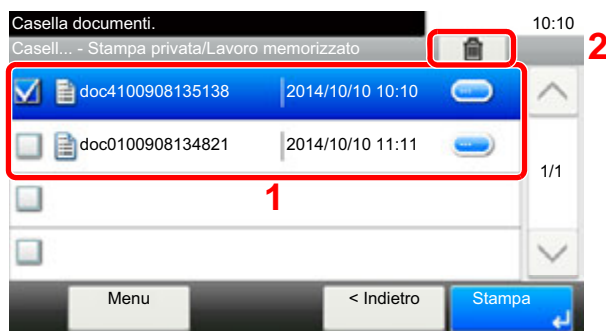 Casella documenti. 10:10
Casell... - Stampa privata/Lavoro memorizzato
2
doc4100908135138 2014/10/10 10:10
doc0100908134821 2014/10/10 11:11
1/1
1
Menu < Indietro Stampa